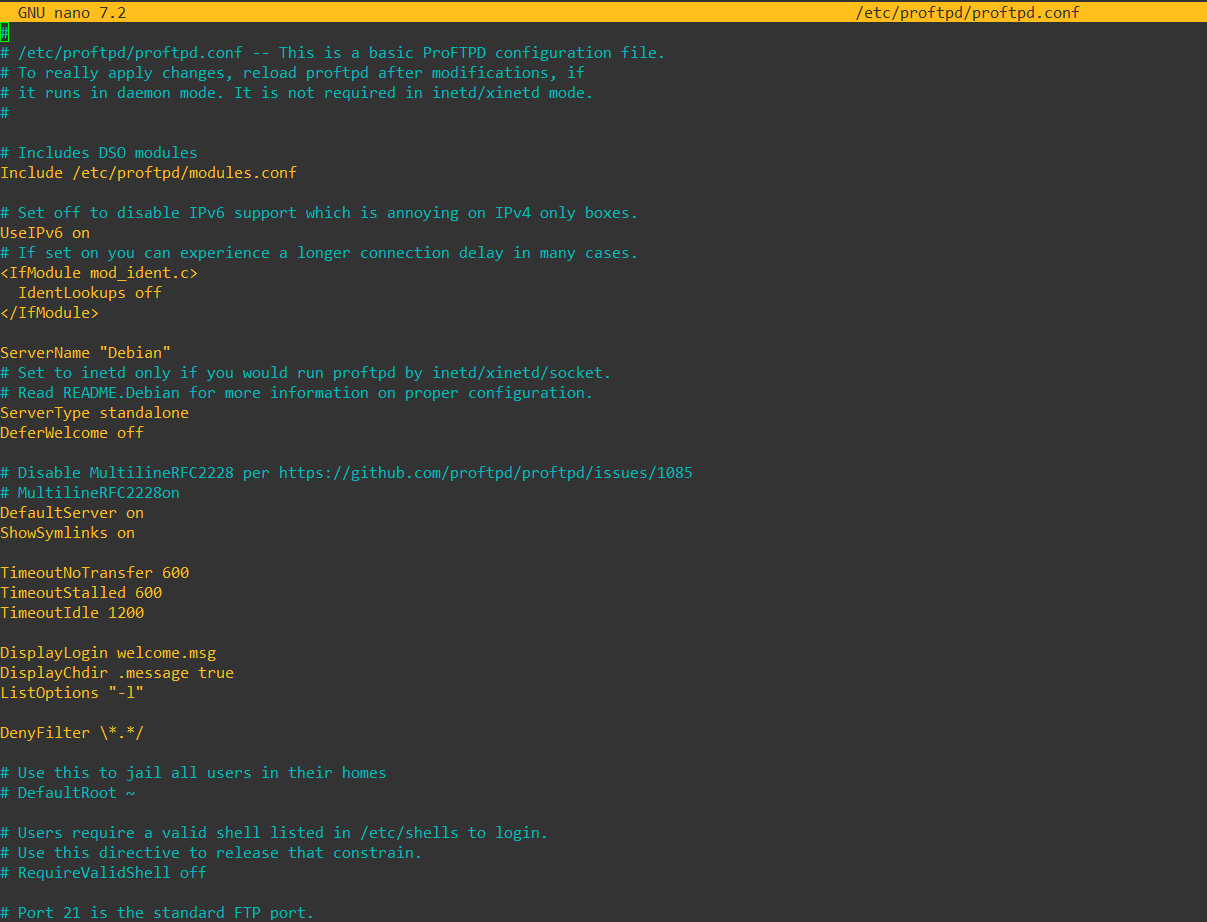 GNU nano 7.2 /etc/proftpd/proftpd.conf
#
# /etc/proftpd/proftpd.conf -- This is a basic ProFTPD configuration file.
# To really apply changes, reload proftpd after modifications, if
# it runs in daemon mode. It is not required in inetd/xinetd mode.
#
# Includes DSO modules
Include /etc/proftpd/modules.conf
# Set off to disable IPv6 support which is annoying on IPv4 only boxes.
UseIPv6 on
# If set on you can experience a longer connection delay in many cases.
<IfModule mod_ident.c>
  IdentLookups off
</IfModule>
ServerName "Debian"
# Set to inetd only if you would run proftpd by inetd/xinetd/socket.
# Read README.Debian for more information on proper configuration.
ServerType standalone
DeferWelcome off
# Disable MultilineRFC2228 per https://github.com/proftpd/proftpd/issues/1085
# MultilineRFC2228on
DefaultServer on
ShowSymlinks on
TimeoutNoTransfer 600
TimeoutStalled 600
TimeoutIdle 1200
DisplayLogin welcome.msg
DisplayChdir .message true
ListOptions "-l"
DenyFilter \*.*/
# Use this to jail all users in their homes
# DefaultRoot ~
# Users require a valid shell listed in /etc/shells to login.
# Use this directive to release that constrain.
# RequireValidShell off
# Port 21 is the standard FTP port.